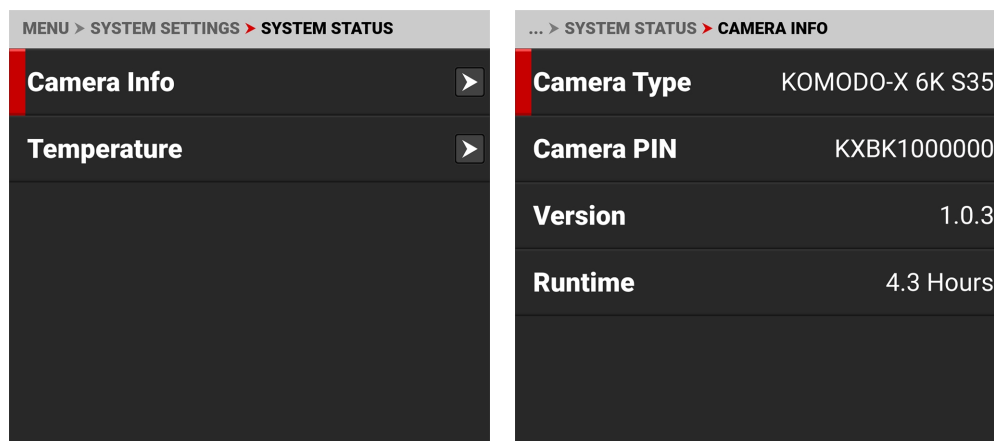 MENU > SYSTEM SETTINGS > SYSTEM STATUS
Camera Info
Temperature
... > SYSTEM STATUS > CAMERA INFO
Camera Type KOMODO-X 6K S35
Camera PIN KXBK1000000
Version 1.0.3
Runtime 4.3 Hours